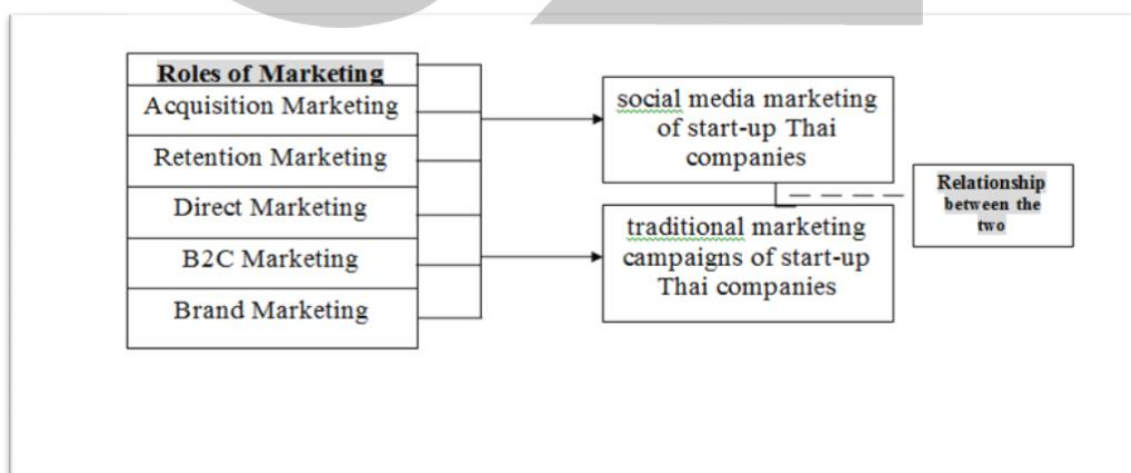 Roles of Marketing
Acquisition Marketing
Retention Marketing
Direct Marketing
B2C Marketing
Brand Marketing
social media marketing
of start-up Thai
companies
traditional marketing
campaigns of start-up
Thai companies
Relationship
between the
two